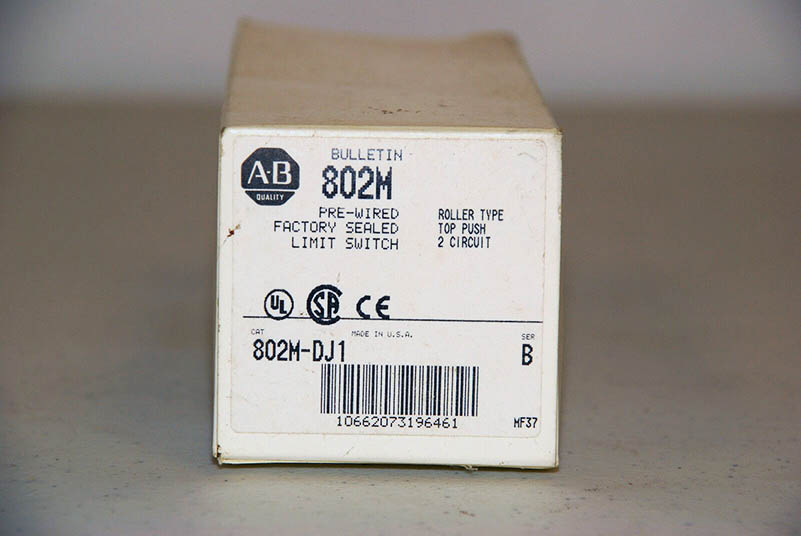 A-B
QUALITY
BULLETIN
802M
PRE-WIRED
FACTORY SEALED
LIMIT SWITCH
ROLLER TYPE
TOP PUSH
2 CIRCUIT
UL
SA
CE
CAT
MADE IN U.S.A.
SER
802M-DJ1
B
10662073196461
MF37